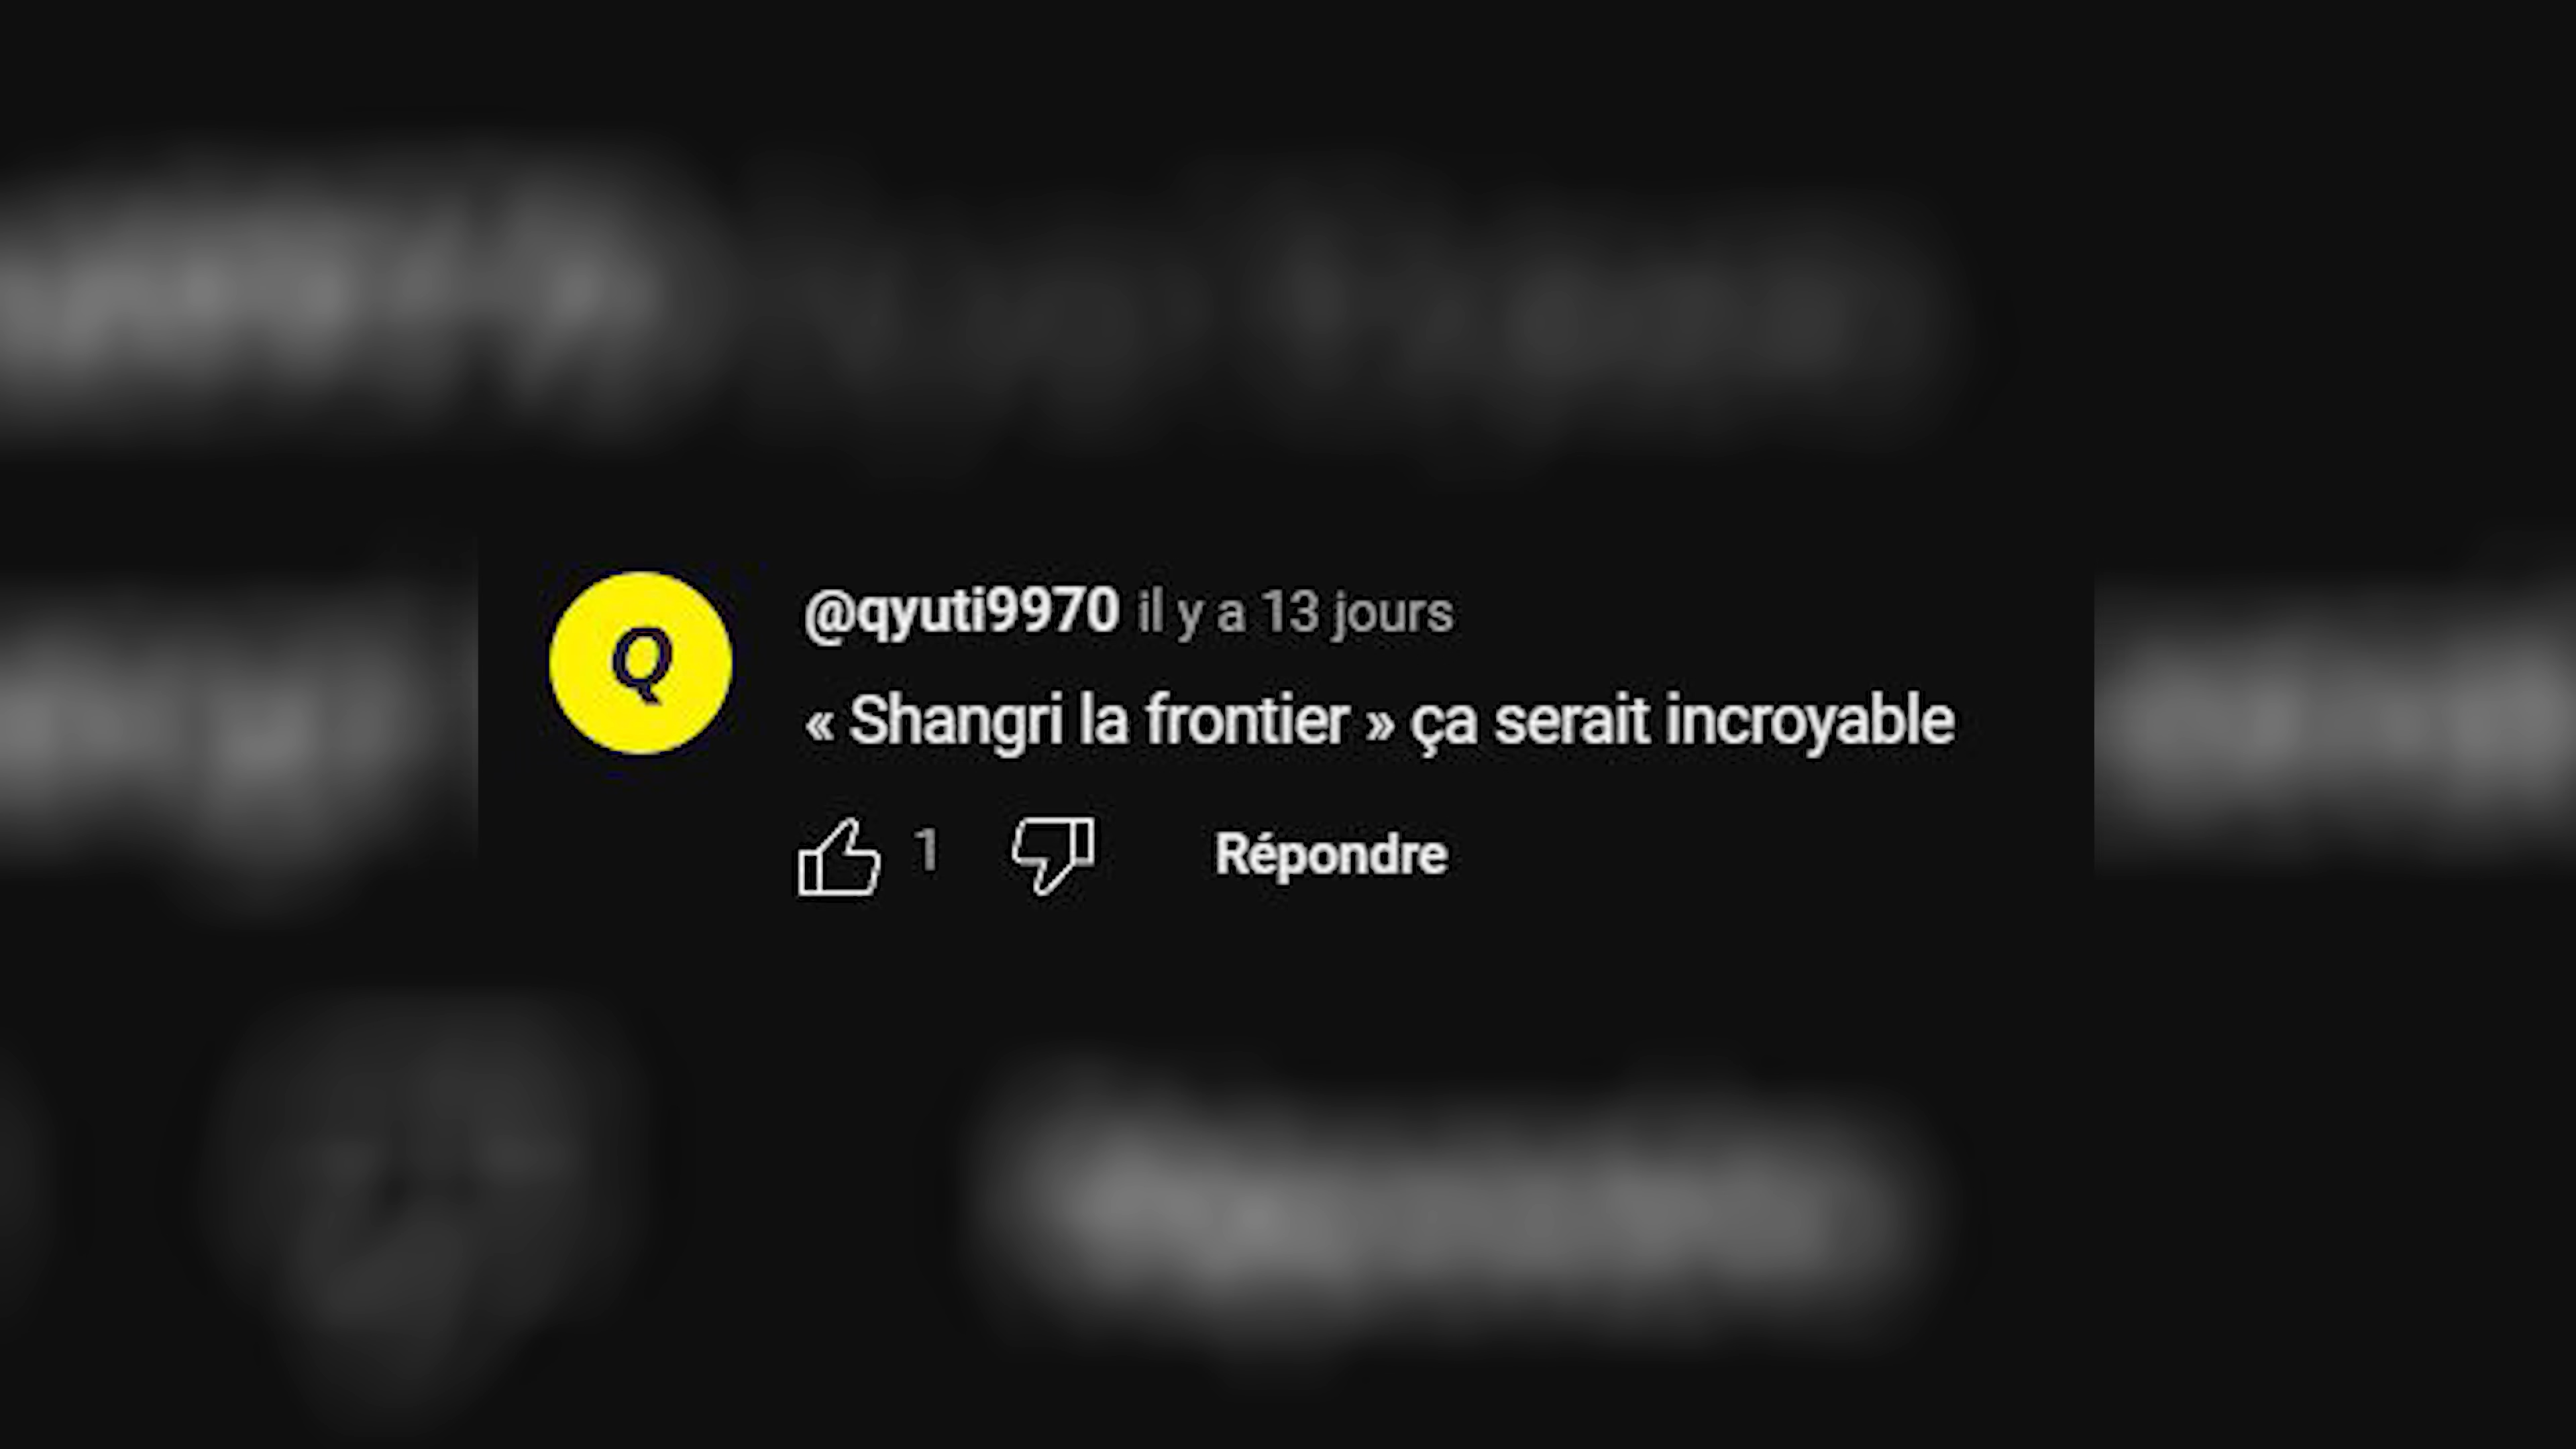 Q
@qyuti9970 il y a 13 jours
« Shangri la frontier » ça serait incroyable
1
Répondre